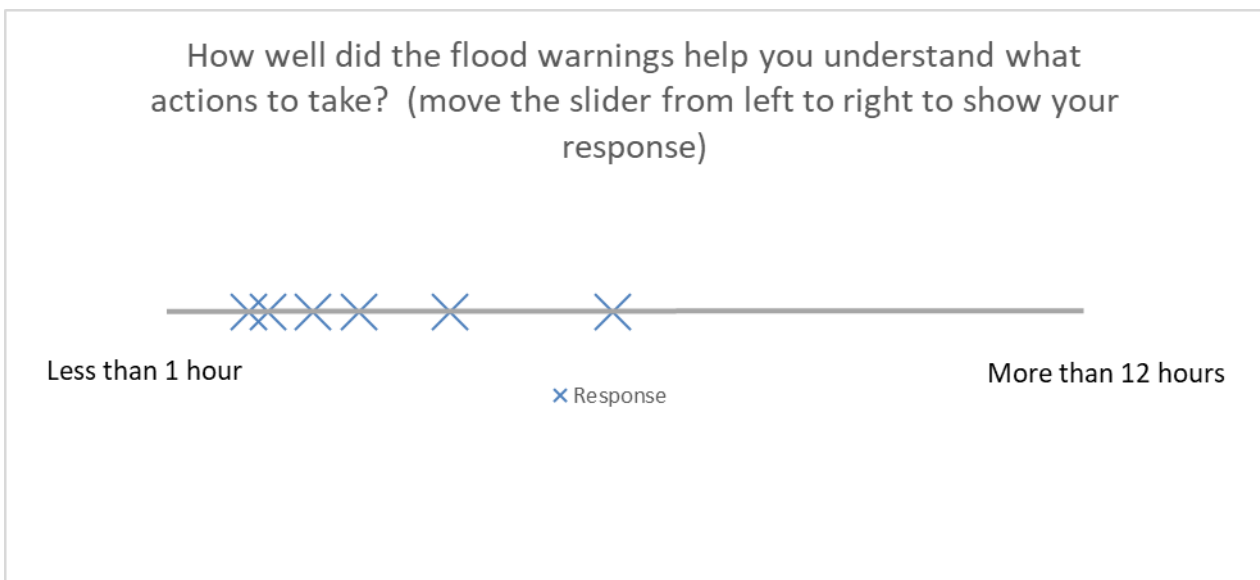 How well did the flood warnings help you understand what
actions to take?  (move the slider from left to right to show your
response)
Less than 1 hour
More than 12 hours
Response